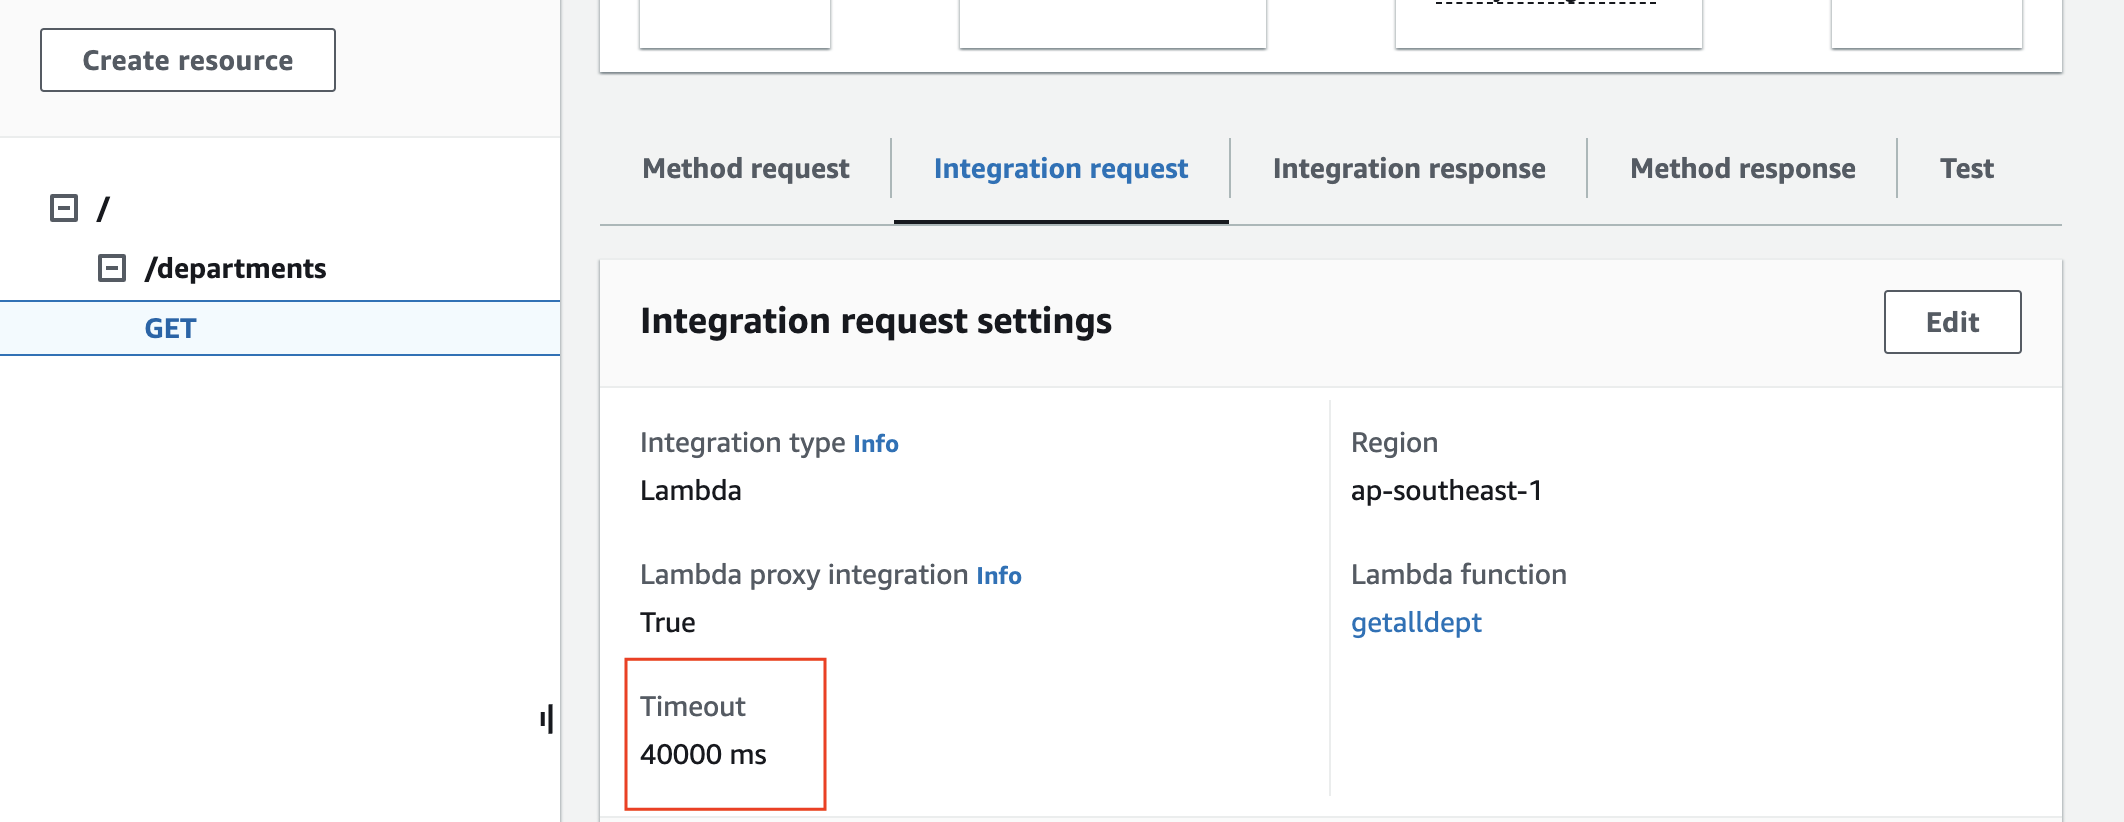 Create resource
/
/departments
GET
Method request
Integration request
Integration response
Method response
Test
Integration request settings
Edit
Integration type Info
Lambda
Region
ap-southeast-1
Lambda proxy integration Info
True
Lambda function
getalldept
Timeout
40000 ms